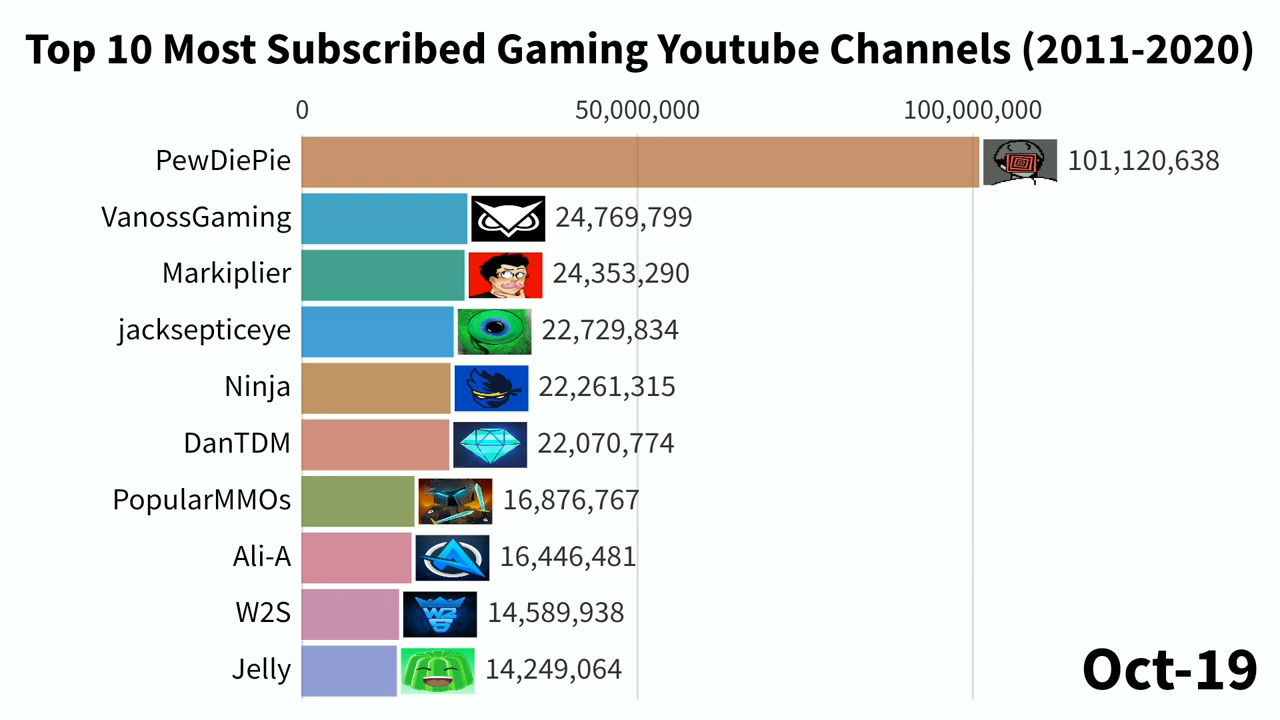 Top 10 Most Subscribed Gaming Youtube Channels (2011-2020)
0 50,000,000 100,000,000
PewDiePie 101,120,638
VanossGaming 24,769,799
Markiplier 24,353,290
jacksepticeye 22,729,834
Ninja 22,261,315
DanTDM 22,070,774
PopularMMOs 16,876,767
Ali-A 16,446,481
W2S W2S 14,589,938
Jelly 14,249,064
Oct-19